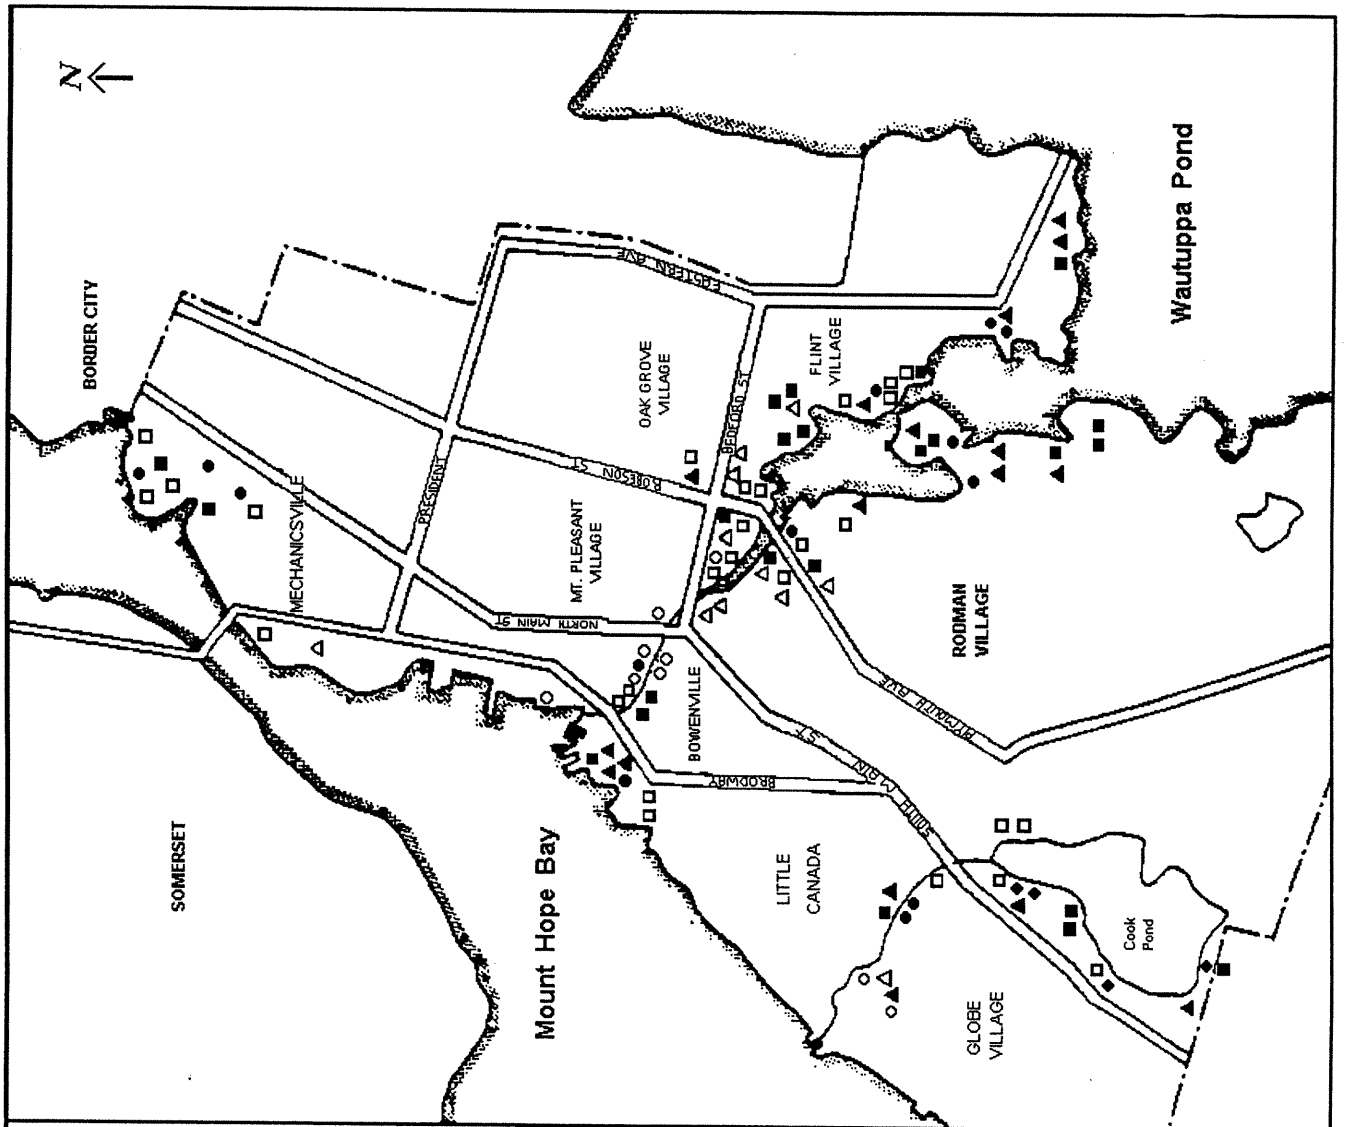 N
BORDER CITY
MECHANICSVILLE
SOMERSET
PRESIDENT
EASTERN AVE
OAK GROVE
VILLAGE
FLINT
VILLAGE
BEDEFORD ST
ROBESON ST
MT. PLEASANT
VILLAGE
NORTH MAIN ST
Wautuppa Pond
RODMAN
VILLAGE
PLYMOUTH AVE
BOWENVILLE
BRODWAY
SOUTH MAIN ST
Mount Hope Bay
LITTLE
CANADA
GLOBE
VILLAGE
Cook
Pond